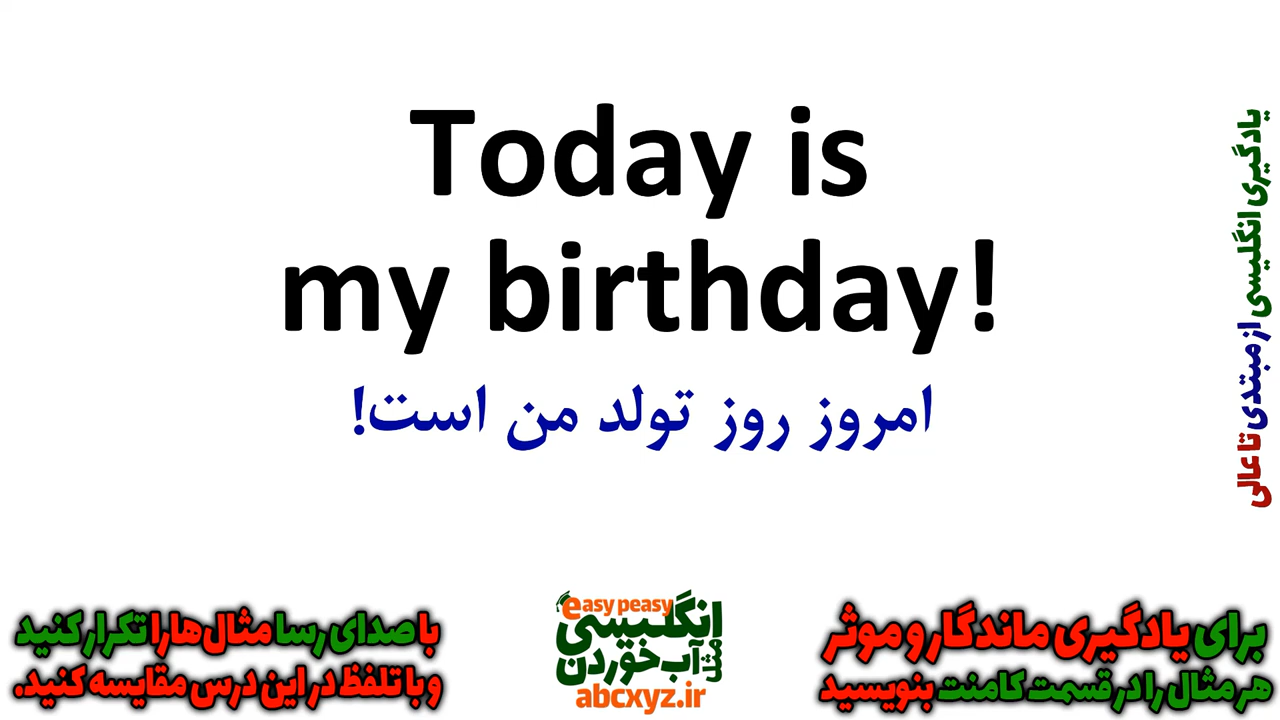 Today is
my birthday!
امروز روز تولد من است!
یادگیری انگلیسی از مبتدی تا عالی
برای یادگیری ماندگار و موثر
هر مثال را در قسمت کامنت بنویسید
easy peasy
انگلیسی
مثل
آب خوردن
abcxyz.ir
با صدای رسا مثال‌ها را تکرار کنید
و با تلفظ در این درس مقایسه کنید.